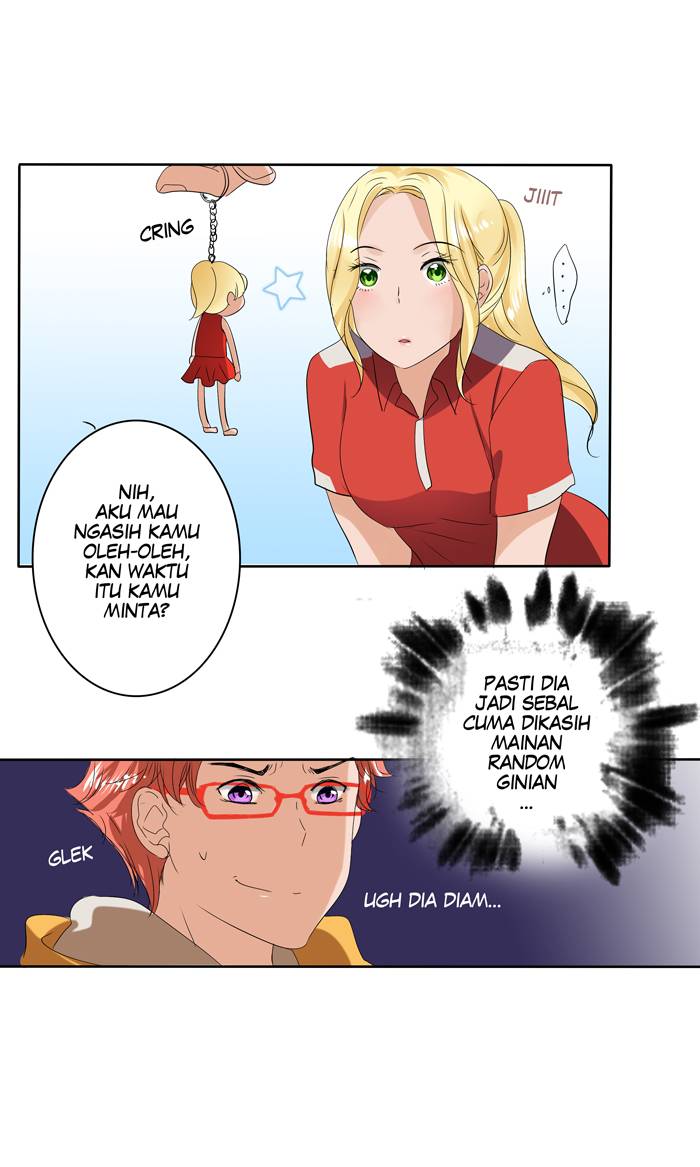 CRING
JIIIT
....
NIH,
AKU MAU
NGASIH KAMU
OLEH-OLEH,
KAN WAKTU
ITU KAMU
MINTA?
PASTI DIA
JADI SEBAL
CUMA DIKASIH
MAINAN
RANDOM
GINIAN
...
GLEK
UGH DIA DIAM...